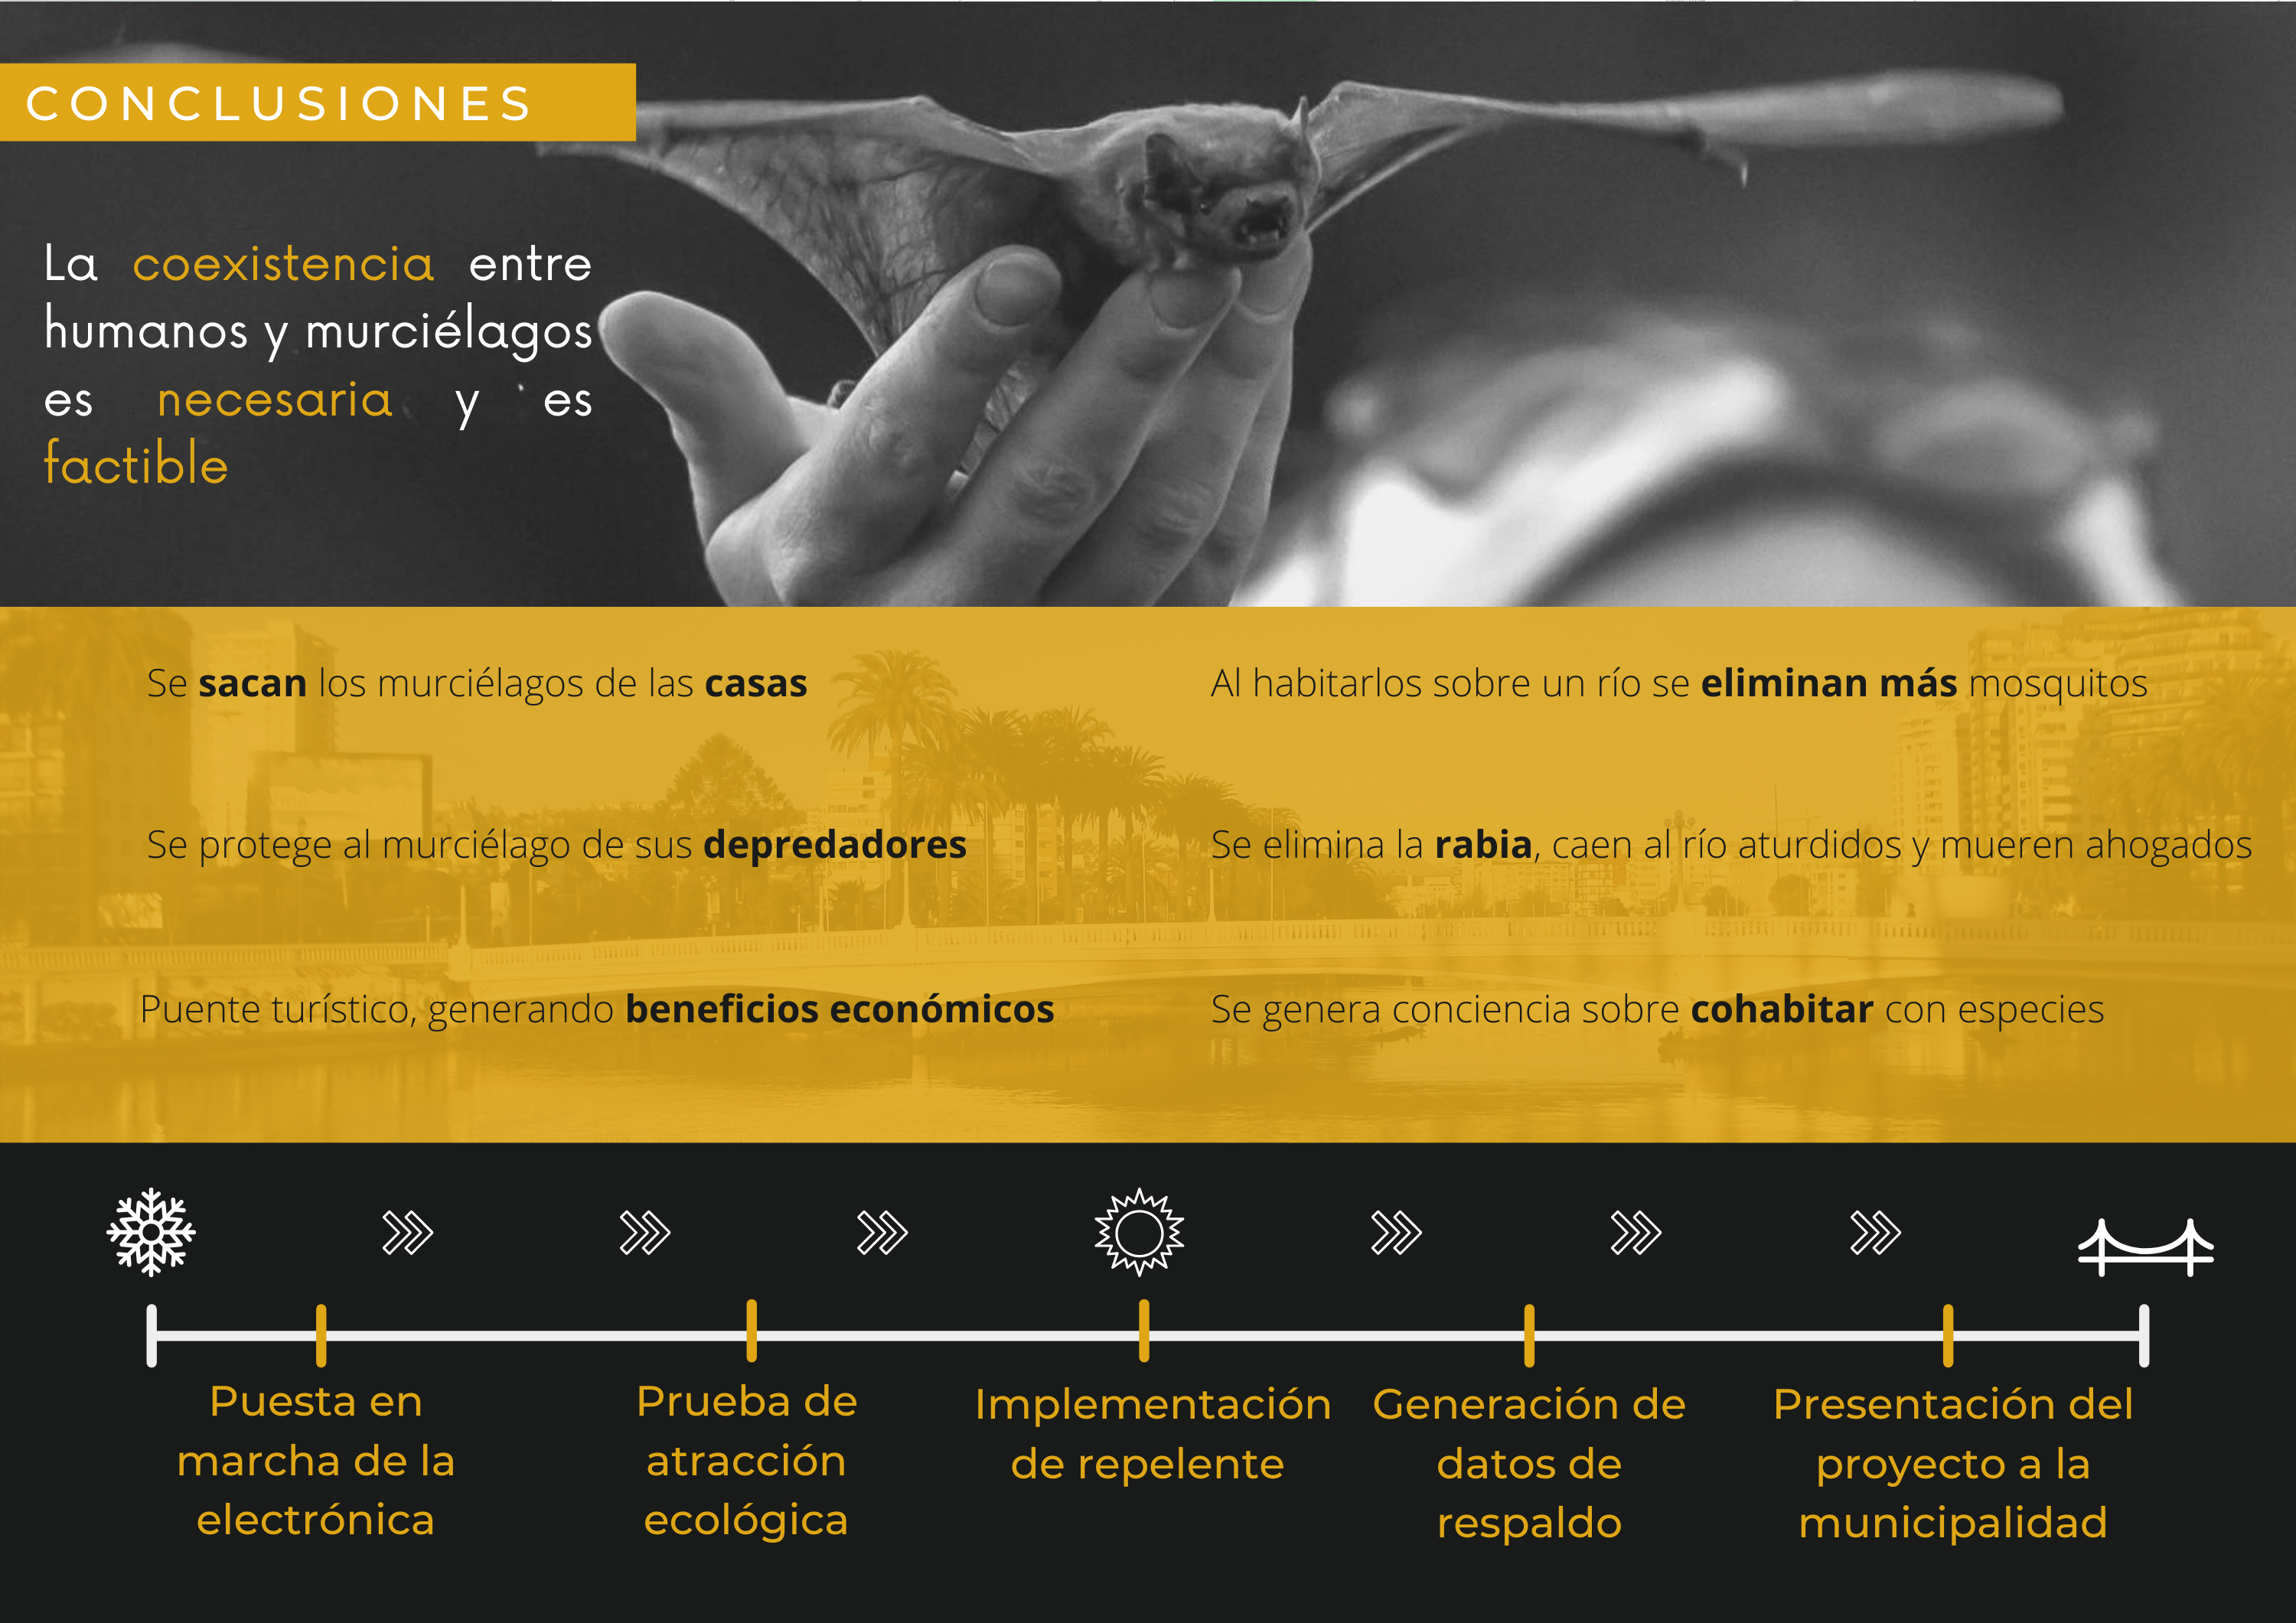 CONCLUSIONES
La coexistencia entre
humanos y murciélagos
es necesaria y es
factible
Se sacan los murciélagos de las casas
Al habitarlos sobre un río se eliminan más mosquitos
Se protege al murciélago de sus depredadores
Se elimina la rabia, caen al río aturdidos y mueren ahogados
Puente turístico, generando beneficios económicos
Se genera conciencia sobre cohabitar con especies
Puesta en
marcha de la
electrónica
Prueba de
atracción
ecológica
Implementación
de repelente
Generación de
datos de
respaldo
Presentación del
proyecto a la
municipalidad